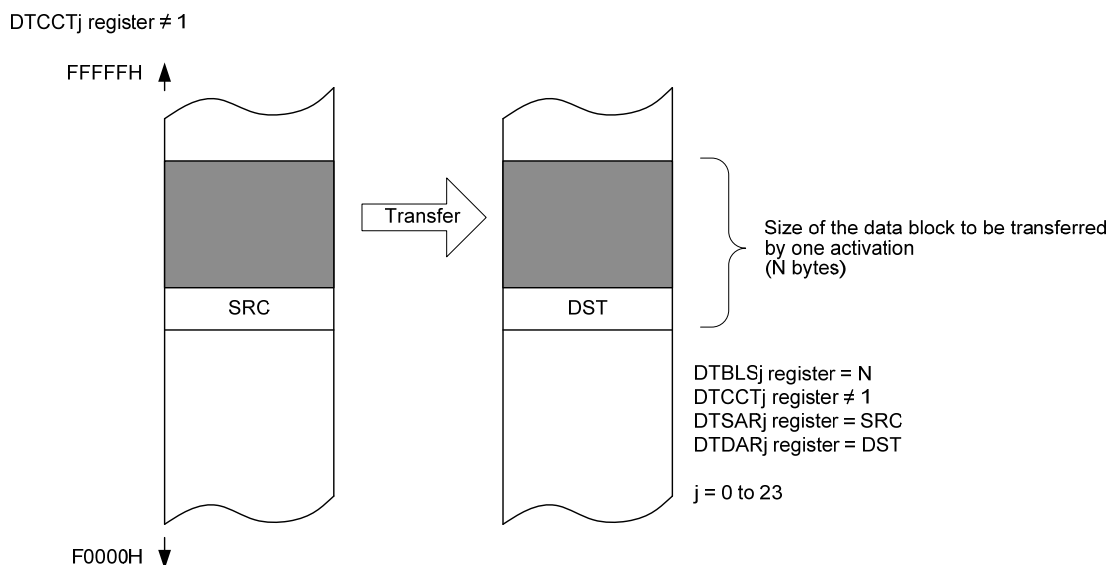 DTCCTj register ≠ 1
FFFFFH
Transfer
SRC
DST
Size of the data block to be transferred
by one activation
(N bytes)
DTBLSj register = N
DTCCTj register ≠ 1
DTSARj register = SRC
DTDARj register = DST
j = 0 to 23
F0000H